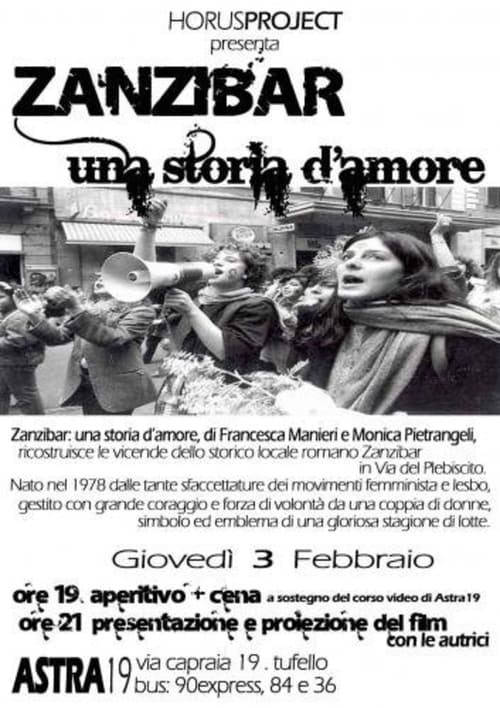 HORUSPROJECT
presenta
ZANZIBAR
una storia d'amore
Zanzibar: una storia d'amore, di Francesca Manieri e Monica Pietrangeli,
ricostruisce le vicende dello storico locale romano Zanzibar
in Via del Plebiscito.
Nato nel 1978 dalle tante sfaccettature dei movimenti femminista e lesbo,
gestito con grande coraggio e forza di volontà da una coppia di donne,
simbolo ed emblema di una gloriosa stagione di lotte.
Giovedì 3 Febbraio
ore 19. aperitivo + cena a sostegno del corso video di Astra19
ore 21 presentazione e proiezione del film
con le autrici
ASTRA19 via capraia 19 . tufello
bus: 90express, 84 e 36